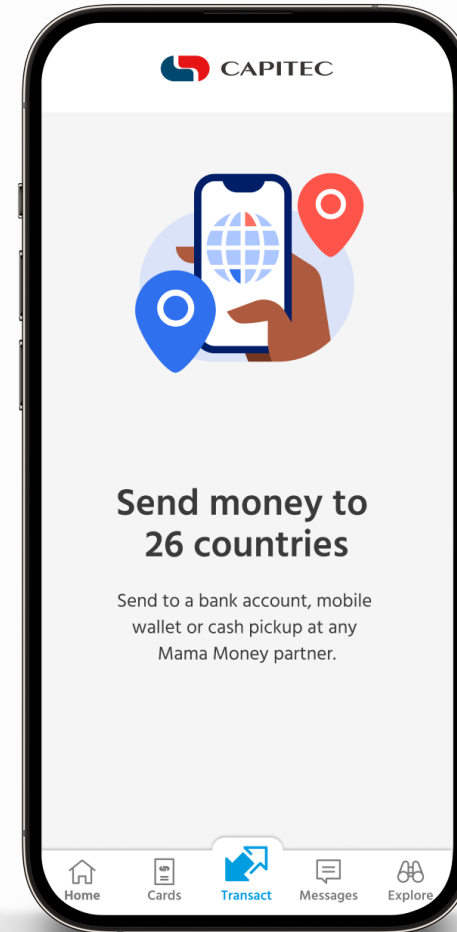 CAPITEC
Send money to
26 countries
Send to a bank account, mobile
wallet or cash pickup at any
Mama Money partner.
Home Cards Transact Messages Explore